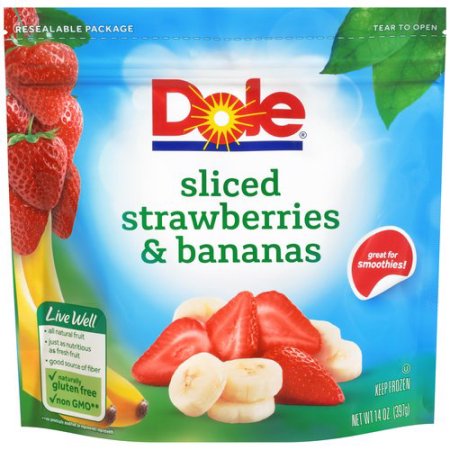 RESEALABLE PACKAGE
TEAR TO OPEN
Dole®
sliced
strawberries
& bananas
great for
smoothies!
Live Well
• all natural fruit
• just as nutritious
as fresh fruit
• good source of fiber
✓ naturally
gluten free
✓ non GMO**
KEEP FROZEN
NET WT 14 OZ (397g)